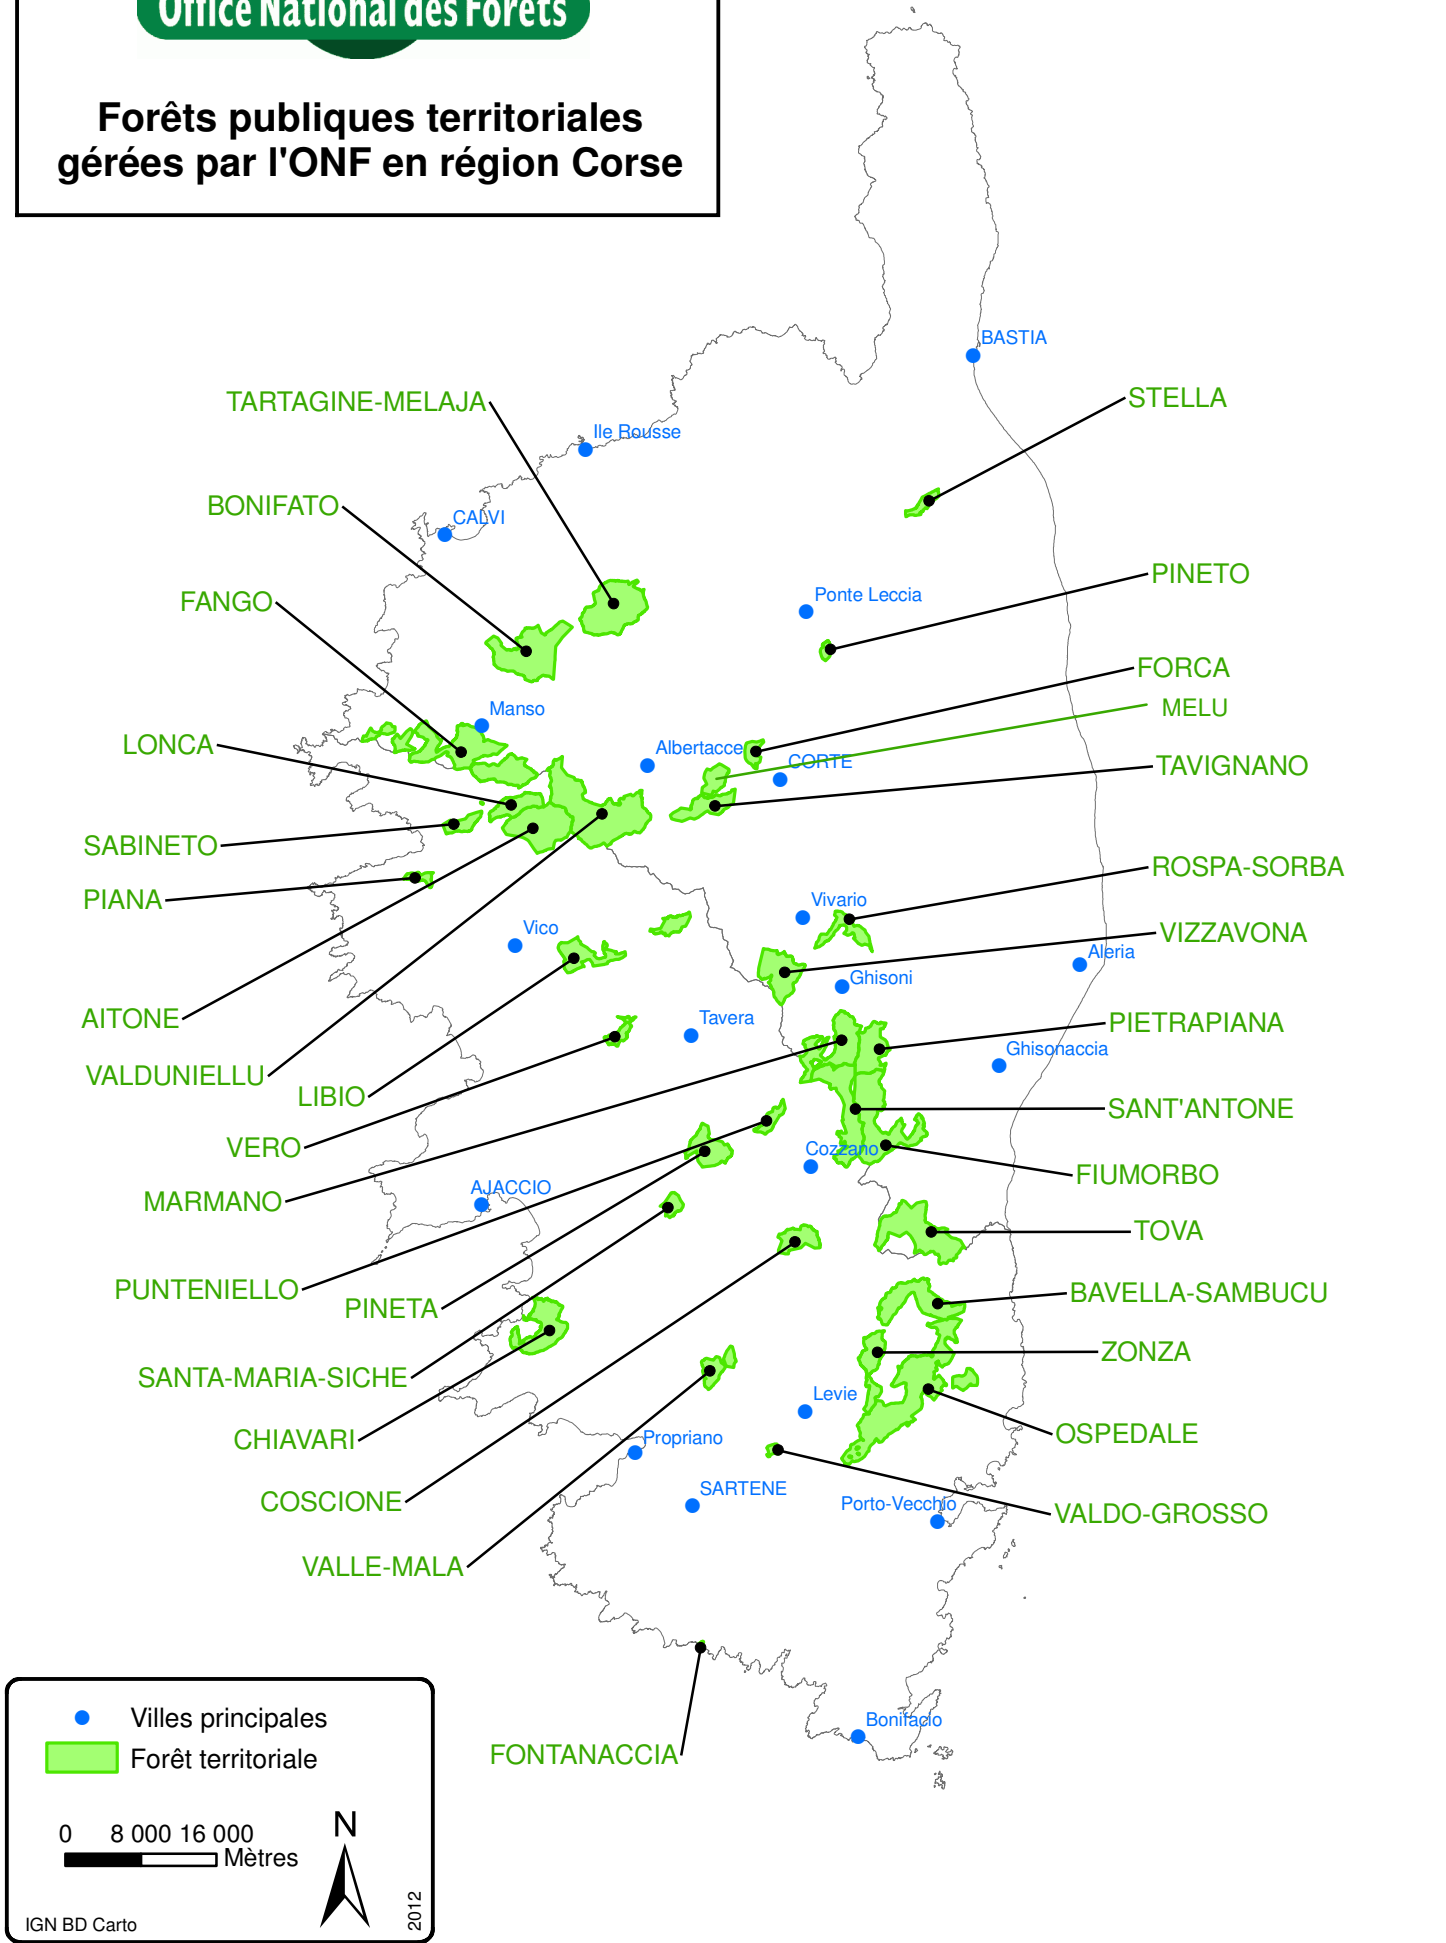 Office National des Forêts
Forêts publiques territoriales
gérées par l'ONF en région Corse
BASTIA
TARTAGINE-MELAJA
STELLA
Ile Rousse
BONIFATO
CALVI
PINETO
FANGO
Ponte Leccia
FORCA
MELU
Manso
LONCA
Albertacce
CORTE
TAVIGNANO
SABINETO
ROSPA-SORBA
PIANA
Vivario
Vico
VIZZAVONA
Aleria
Ghisoni
AITONE
Tavera
PIETRAPIANA
Ghisonaccia
VALDUNIELLU
LIBIO
SANT'ANTONE
VERO
Cozzano
FIUMORBO
AJACCIO
MARMANO
TOVA
PUNTENIELLO
PINETA
BAVELLA-SAMBUCU
ZONZA
SANTA-MARIA-SICHE
Levie
CHIAVARI
Propriano
OSPEDALE
SARTENE
COSCIONE
Porto-Vecchio
VALDO-GROSSO
VALLE-MALA
Bonifacio
FONTANACCIA
Villes principales
Forêt territoriale
N
0 8 000 16 000
Mètres
2012
IGN BD Carto